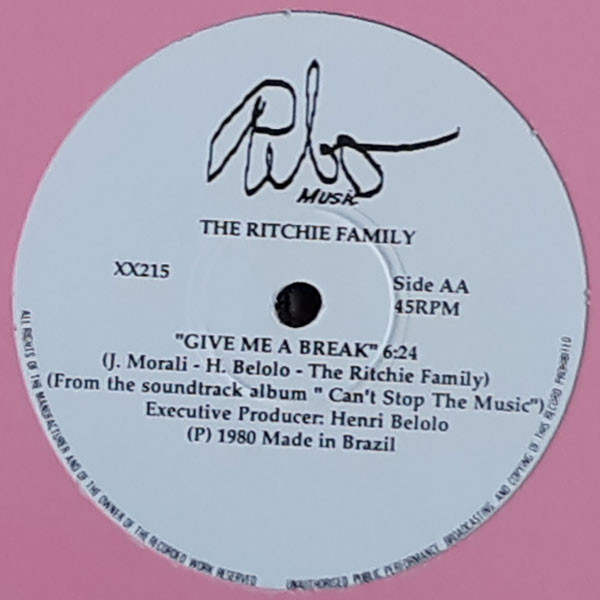 Rebo
Music
THE RITCHIE FAMILY
XX215
Side AA
45RPM
"GIVE ME A BREAK" 6:24
(J. Morali - H. Belolo - The Ritchie Family)
(From the soundtrack album " Can't Stop The Music")
Executive Producer: Henri Belolo
(P) 1980 Made in Brazil
ALL RIGHTS OF THE MANUFACTURER AND OF THE OWNER OF THE RECORDED WORK RESERVED
UNAUTHORISED PUBLIC PERFORMANCE, BROADCASTING AND COPYING OF THIS RECORD PROHIBITED